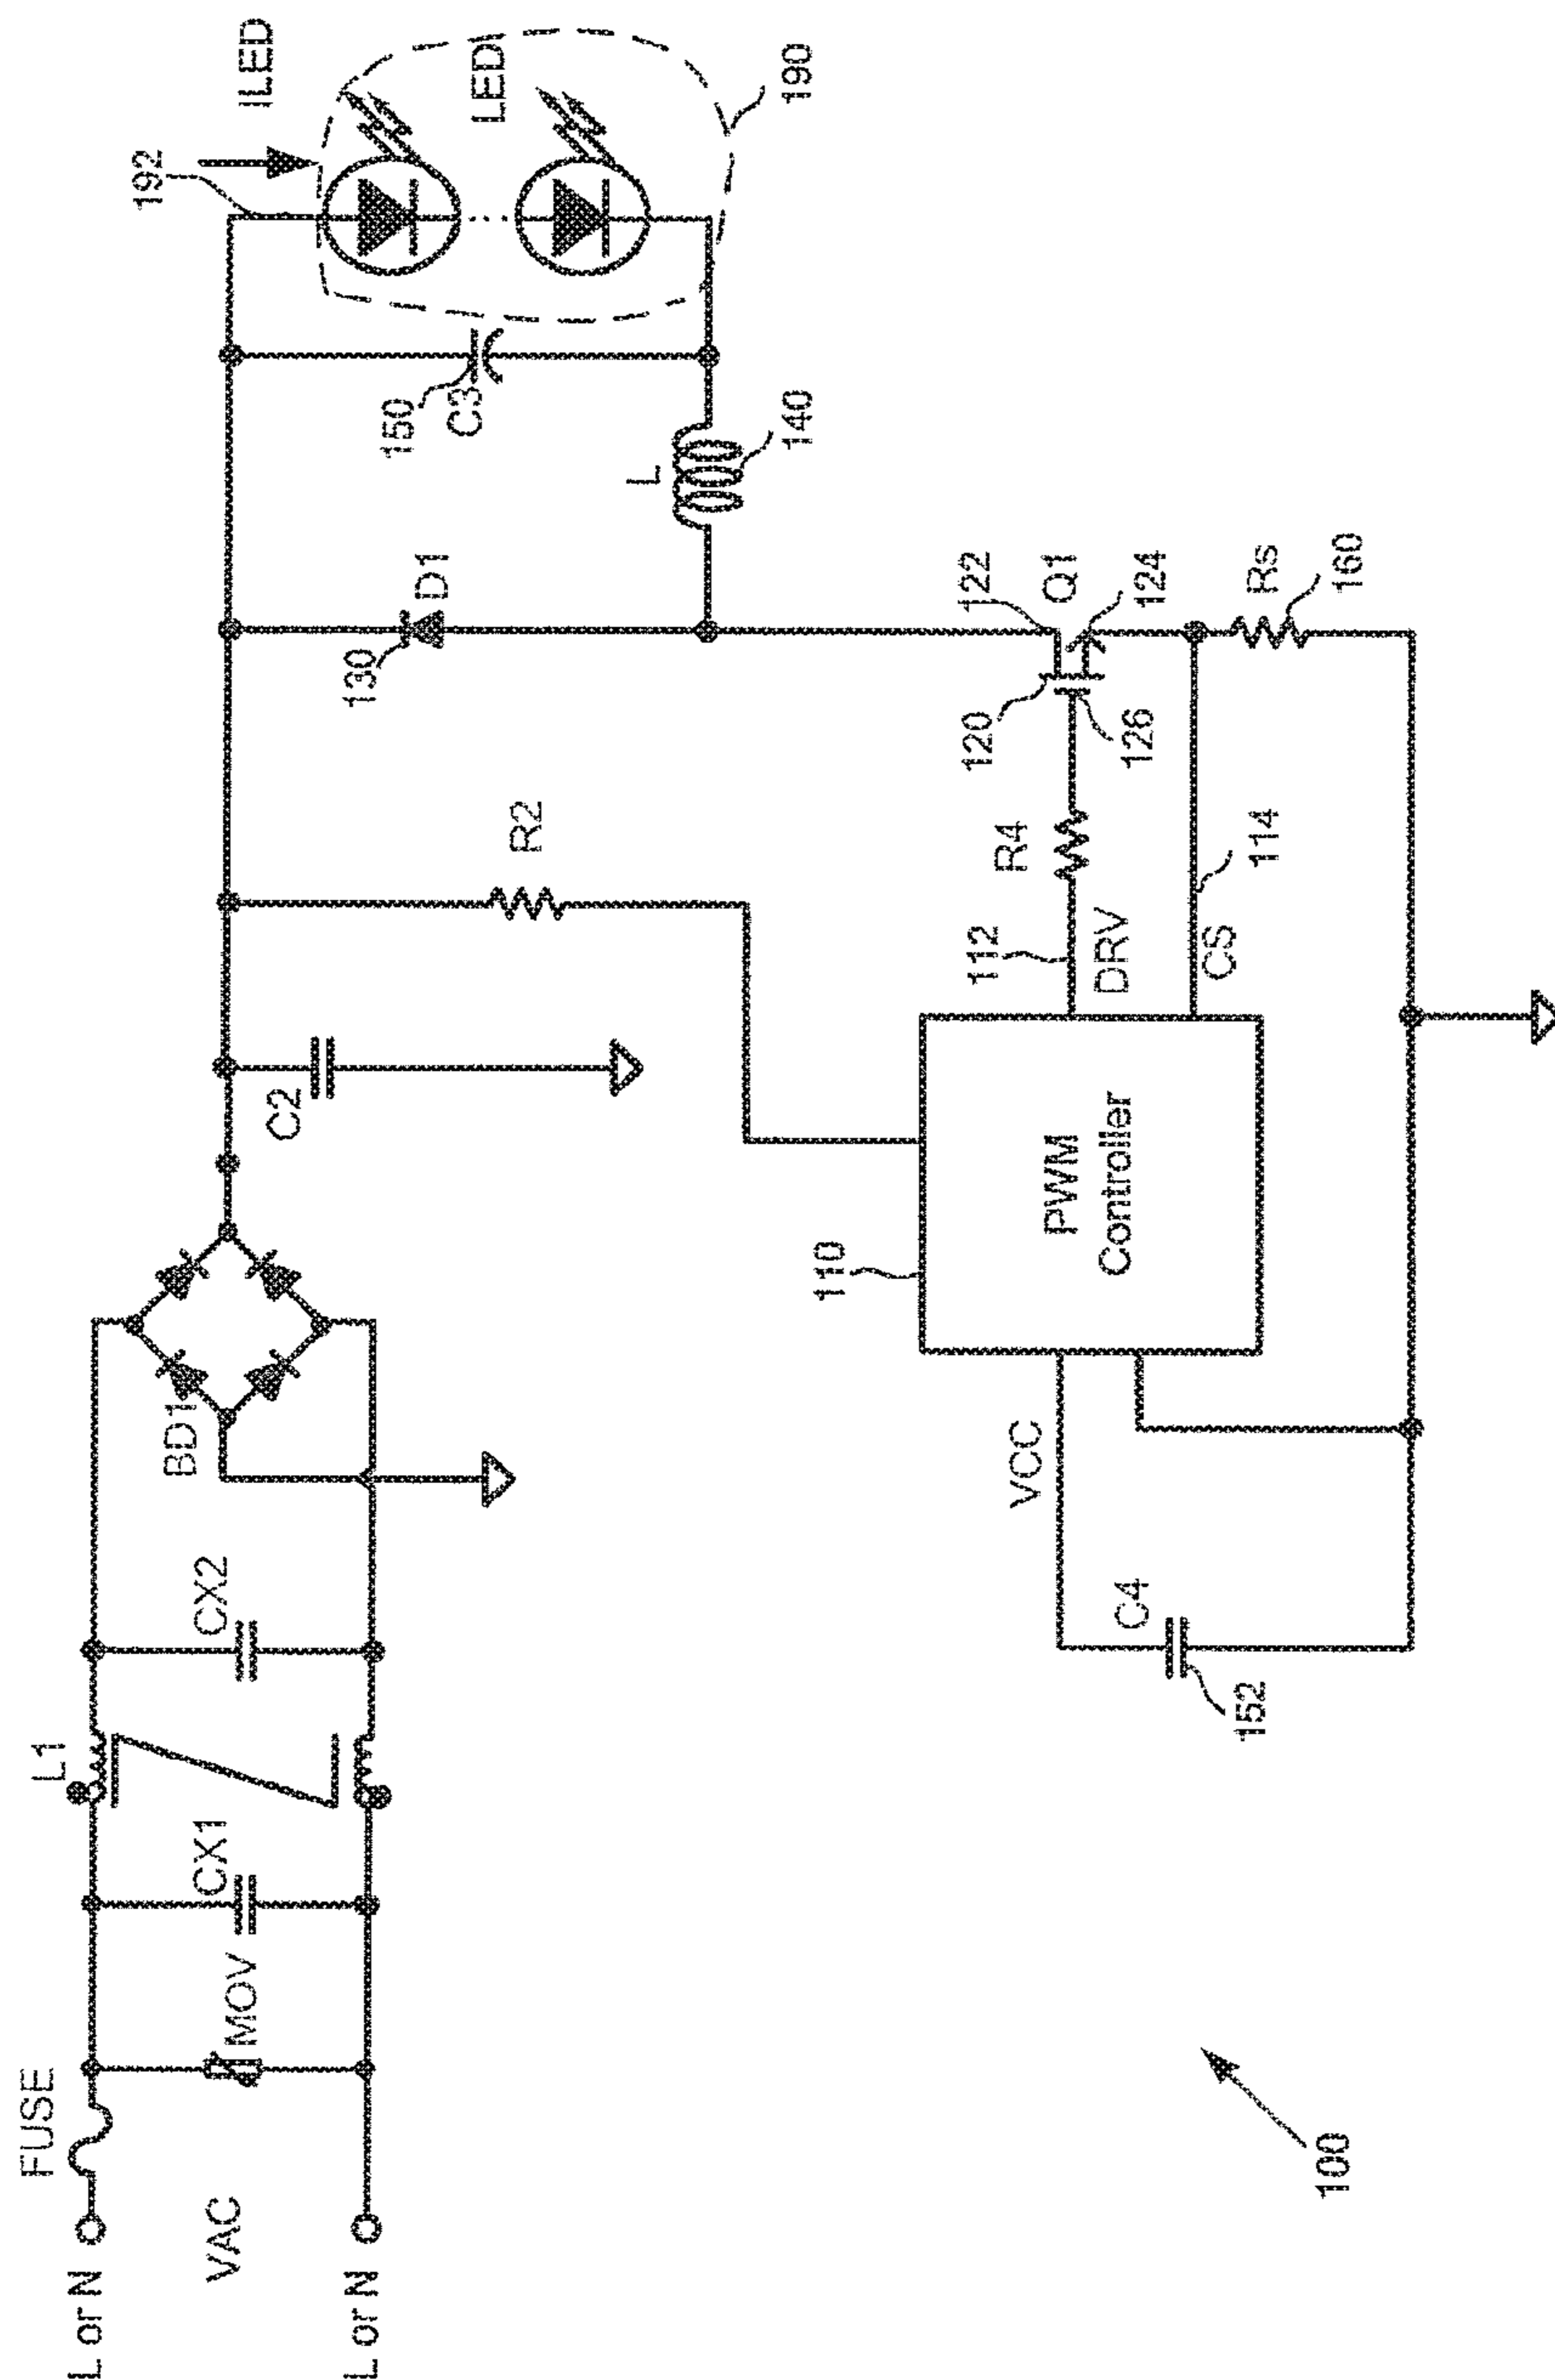 L or N
FUSE
VAC
L or N
MOV
CX1
L1
CX2
BD1
C2
R2
130
D1
150
C3
L
140
192
ILED
LED
190
110
PWM
Controller
VCC
C4
152
112
DRV
R4
CS
114
120
126
122
Q1
124
Rs
160
100